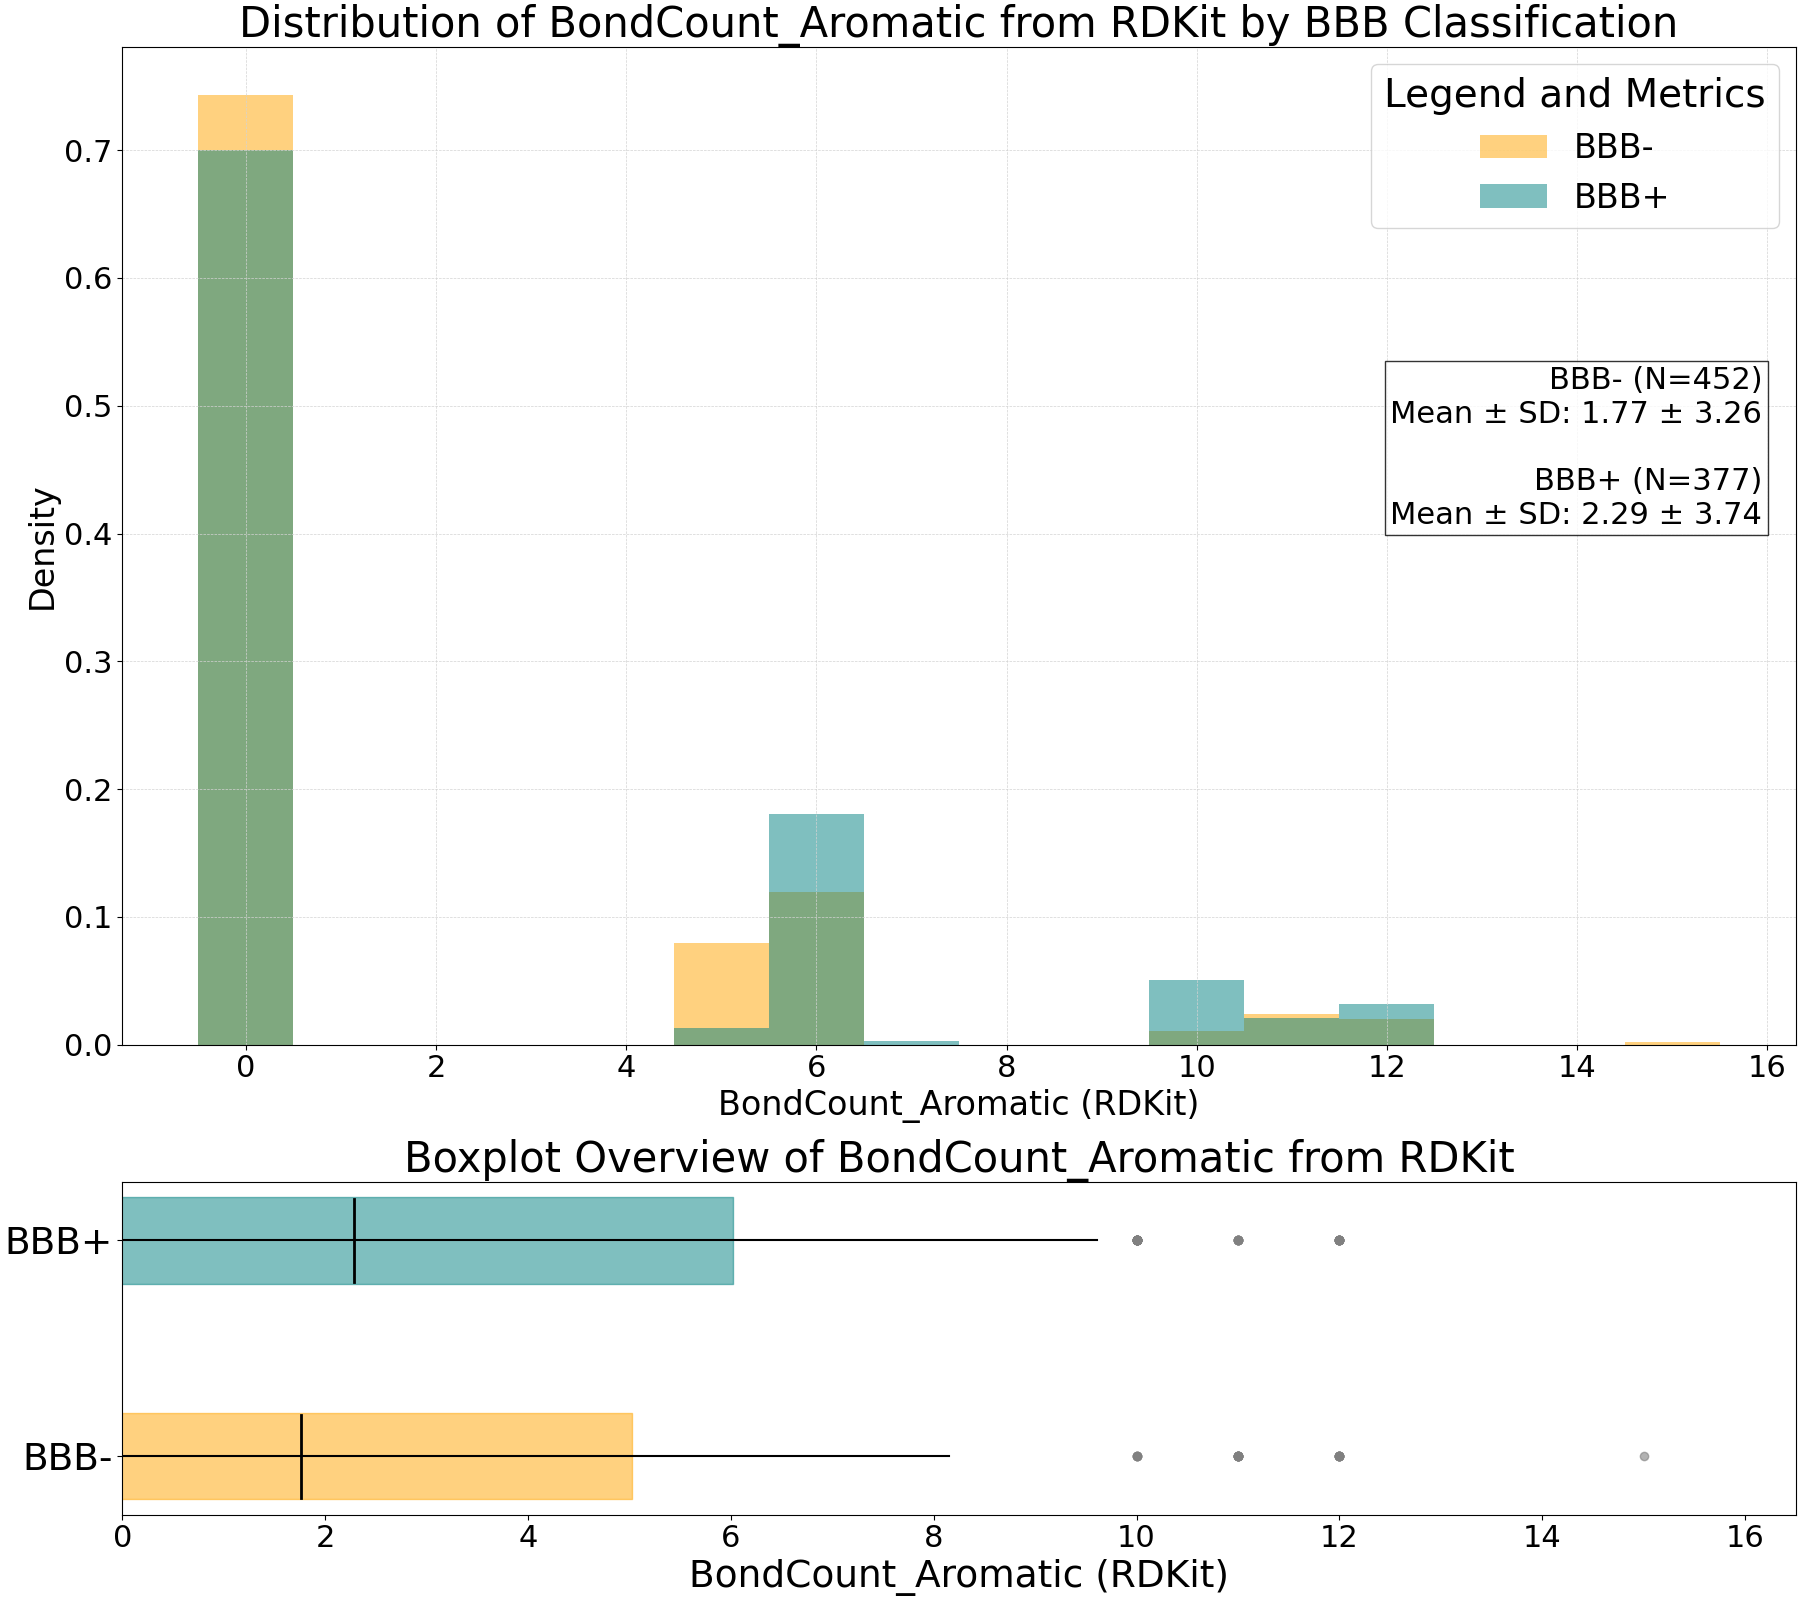 Distribution of BondCount_Aromatic from RDKit by BBB Classification
Legend and Metrics
BBB-
BBB+
BBB- (N=452)
Mean ± SD: 1.77 ± 3.26
BBB+ (N=377)
Mean ± SD: 2.29 ± 3.74
Density
0.7
0.6
0.5
0.4
0.3
0.2
0.1
0.0
0 2 4 6 8 10 12 14 16
BondCount_Aromatic (RDKit)
Boxplot Overview of BondCount_Aromatic from RDKit
BBB+
BBB-
0 2 4 6 8 10 12 14 16
BondCount_Aromatic (RDKit)